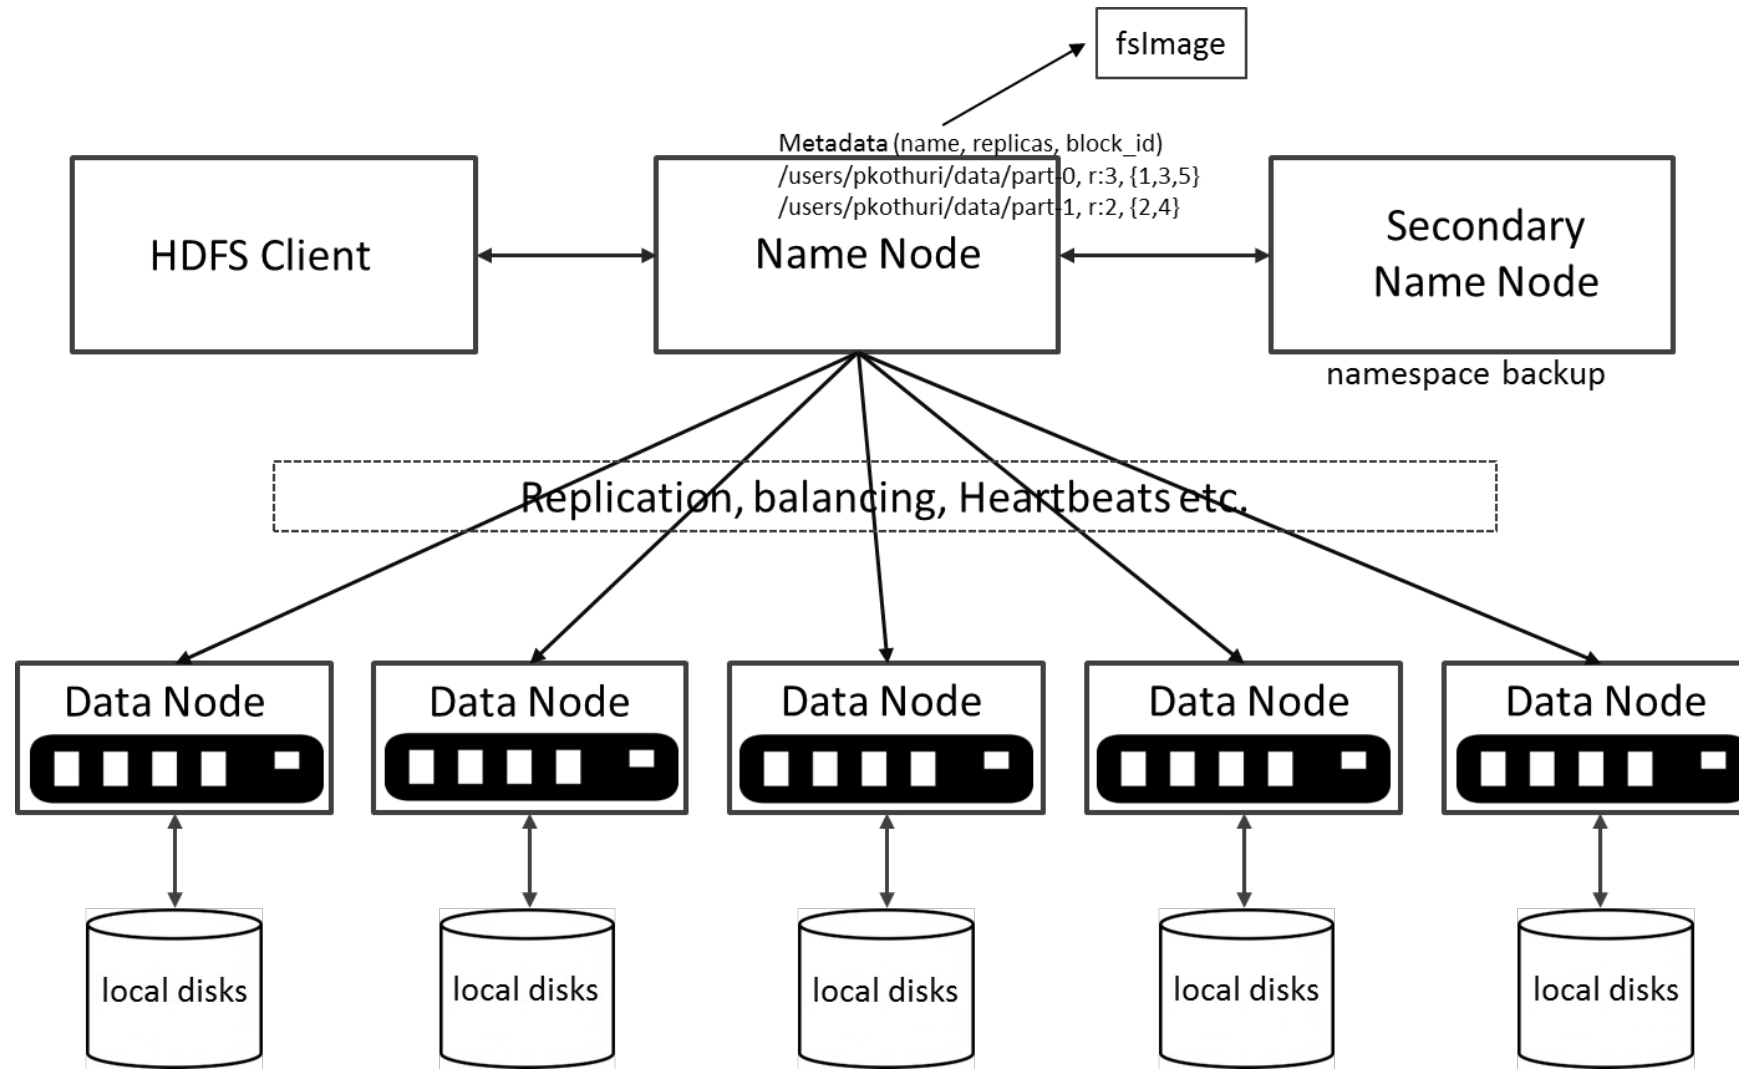 fsImage
Metadata (name, replicas, block_id)
/users/pkothuri/data/part-0, r:3, {1,3,5}
/users/pkothuri/data/part-1, r:2, {2,4}
HDFS Client
Name Node
Secondary
Name Node
namespace backup
Replication, balancing, Heartbeats etc.
Data Node
Data Node
Data Node
Data Node
Data Node
local disks
local disks
local disks
local disks
local disks